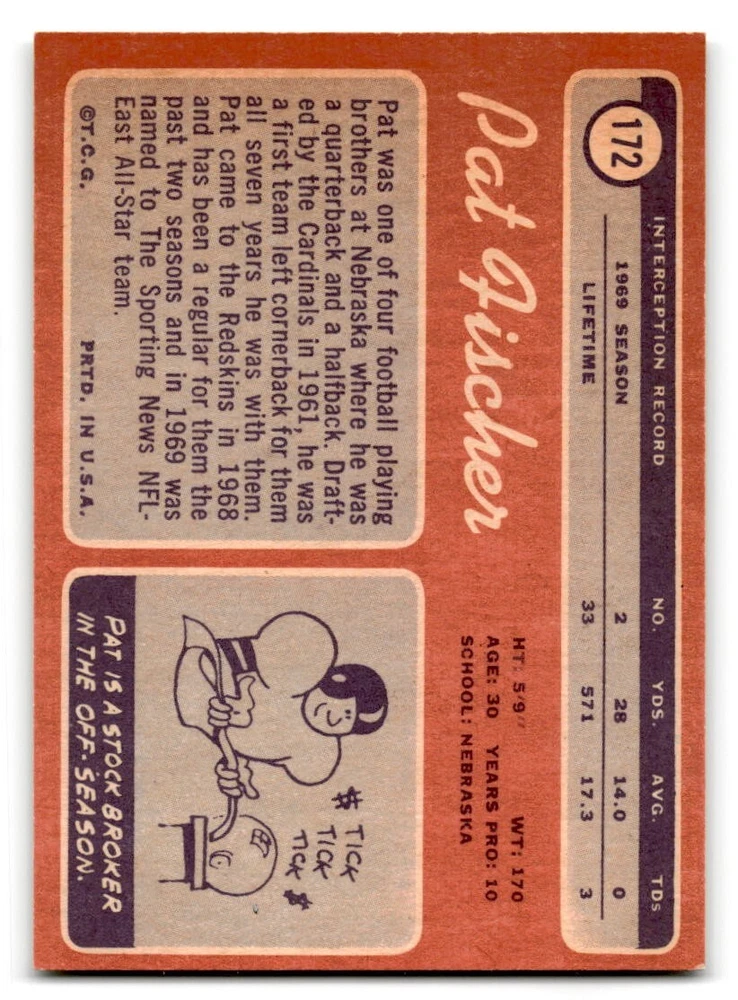 172
INTERCEPTION RECORD NO. YDS. AVG. TDs
1969 SEASON 2 28 14.0 0
LIFETIME 33 571 17.3 3
Pat Fischer
HT: 5'9" WT: 170
AGE: 30 YEARS PRO: 10
SCHOOL: NEBRASKA
Pat was one of four football playing
brothers at Nebraska where he was
a quarterback and a halfback. Draft-
ed by the Cardinals in 1961, he was
a first team left cornerback for them
all seven years he was with them.
Pat came to the Redskins in 1968
and has been a regular for them the
past two seasons and in 1969 was
named to The Sporting News NFL-
East All-Star team.
©T.C.G. PRTD. IN U.S.A.
$ TICK
TICK
TICK $
PAT IS A STOCK BROKER
IN THE OFF-SEASON.